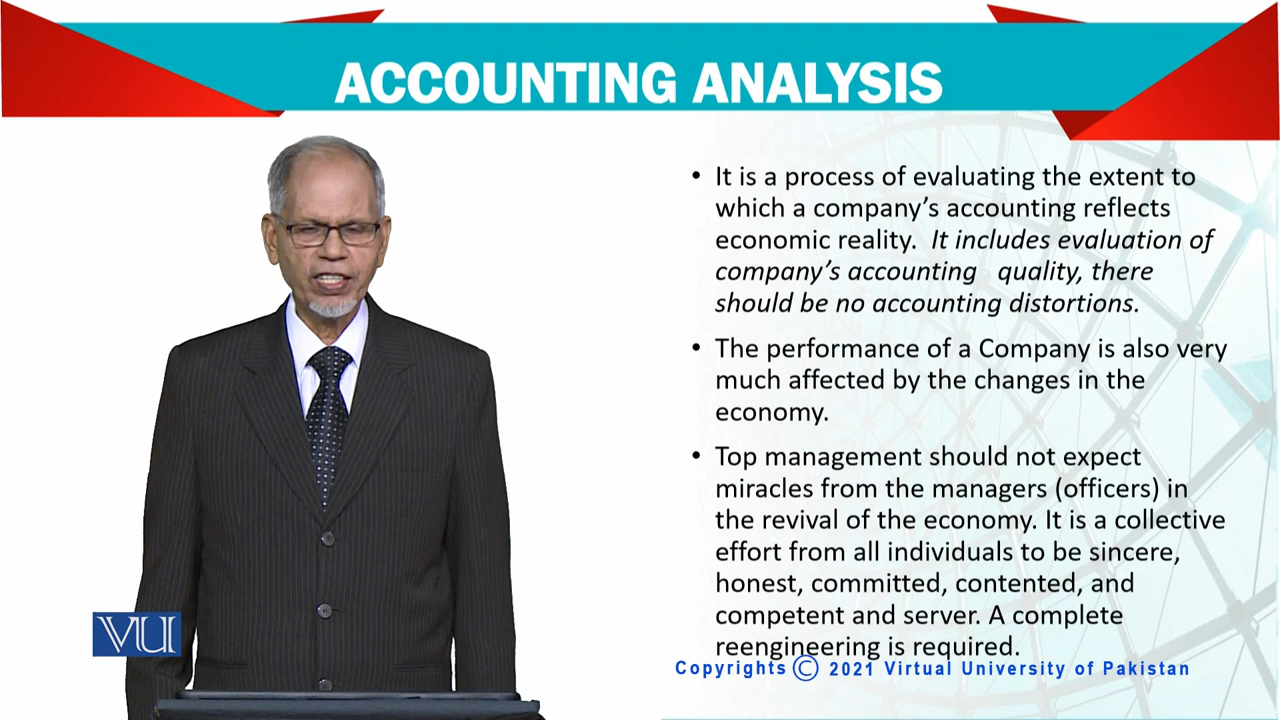 ACCOUNTING ANALYSIS
• It is a process of evaluating the extent to
which a company’s accounting reflects
economic reality. It includes evaluation of
company’s accounting quality, there
should be no accounting distortions.
• The performance of a Company is also very
much affected by the changes in the
economy.
• Top management should not expect
miracles from the managers (officers) in
the revival of the economy. It is a collective
effort from all individuals to be sincere,
honest, committed, contented, and
competent and server. A complete
reengineering is required.
VU
Copyrights © 2021 Virtual University of Pakistan